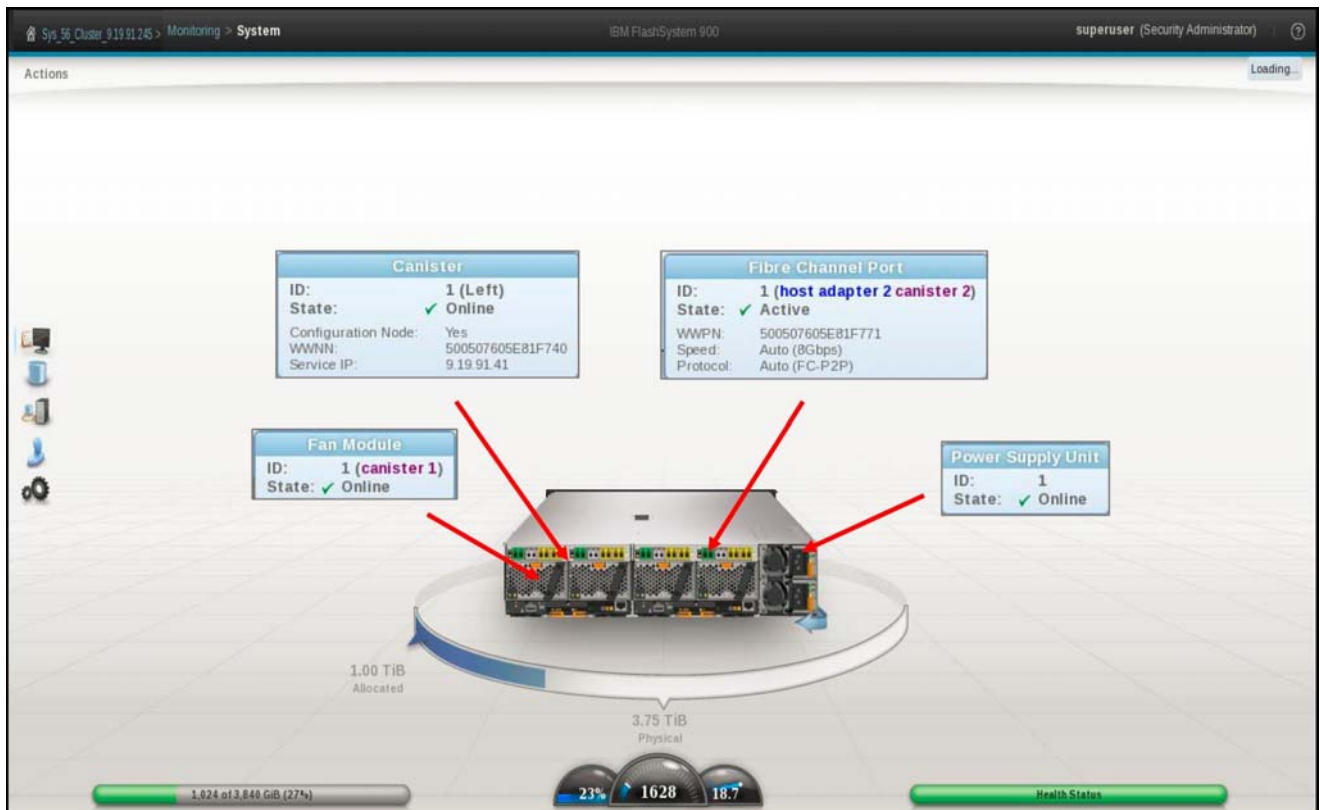 Sys_56_Cluster_9.19.91.245 > Monitoring > System
IBM FlashSystem 900
superuser (Security Administrator)
?
Actions
Loading...
Canister
ID: 1 (Left)
State: ✓ Online
Configuration Node: Yes
WWNN: 500507605E81F740
Service IP: 9.19.91.41
Fibre Channel Port
ID: 1 (host adapter 2 canister 2)
State: ✓ Active
WWPN: 500507605E81F771
Speed: Auto (8Gbps)
Protocol: Auto (FC-P2P)
Fan Module
ID: 1 (canister 1)
State: ✓ Online
Power Supply Unit
ID: 1
State: ✓ Online
1.00 TiB
Allocated
3.75 TiB
Physical
1,024 of 3,840 GiB (27%)
23%
1628
18.7°
Health Status